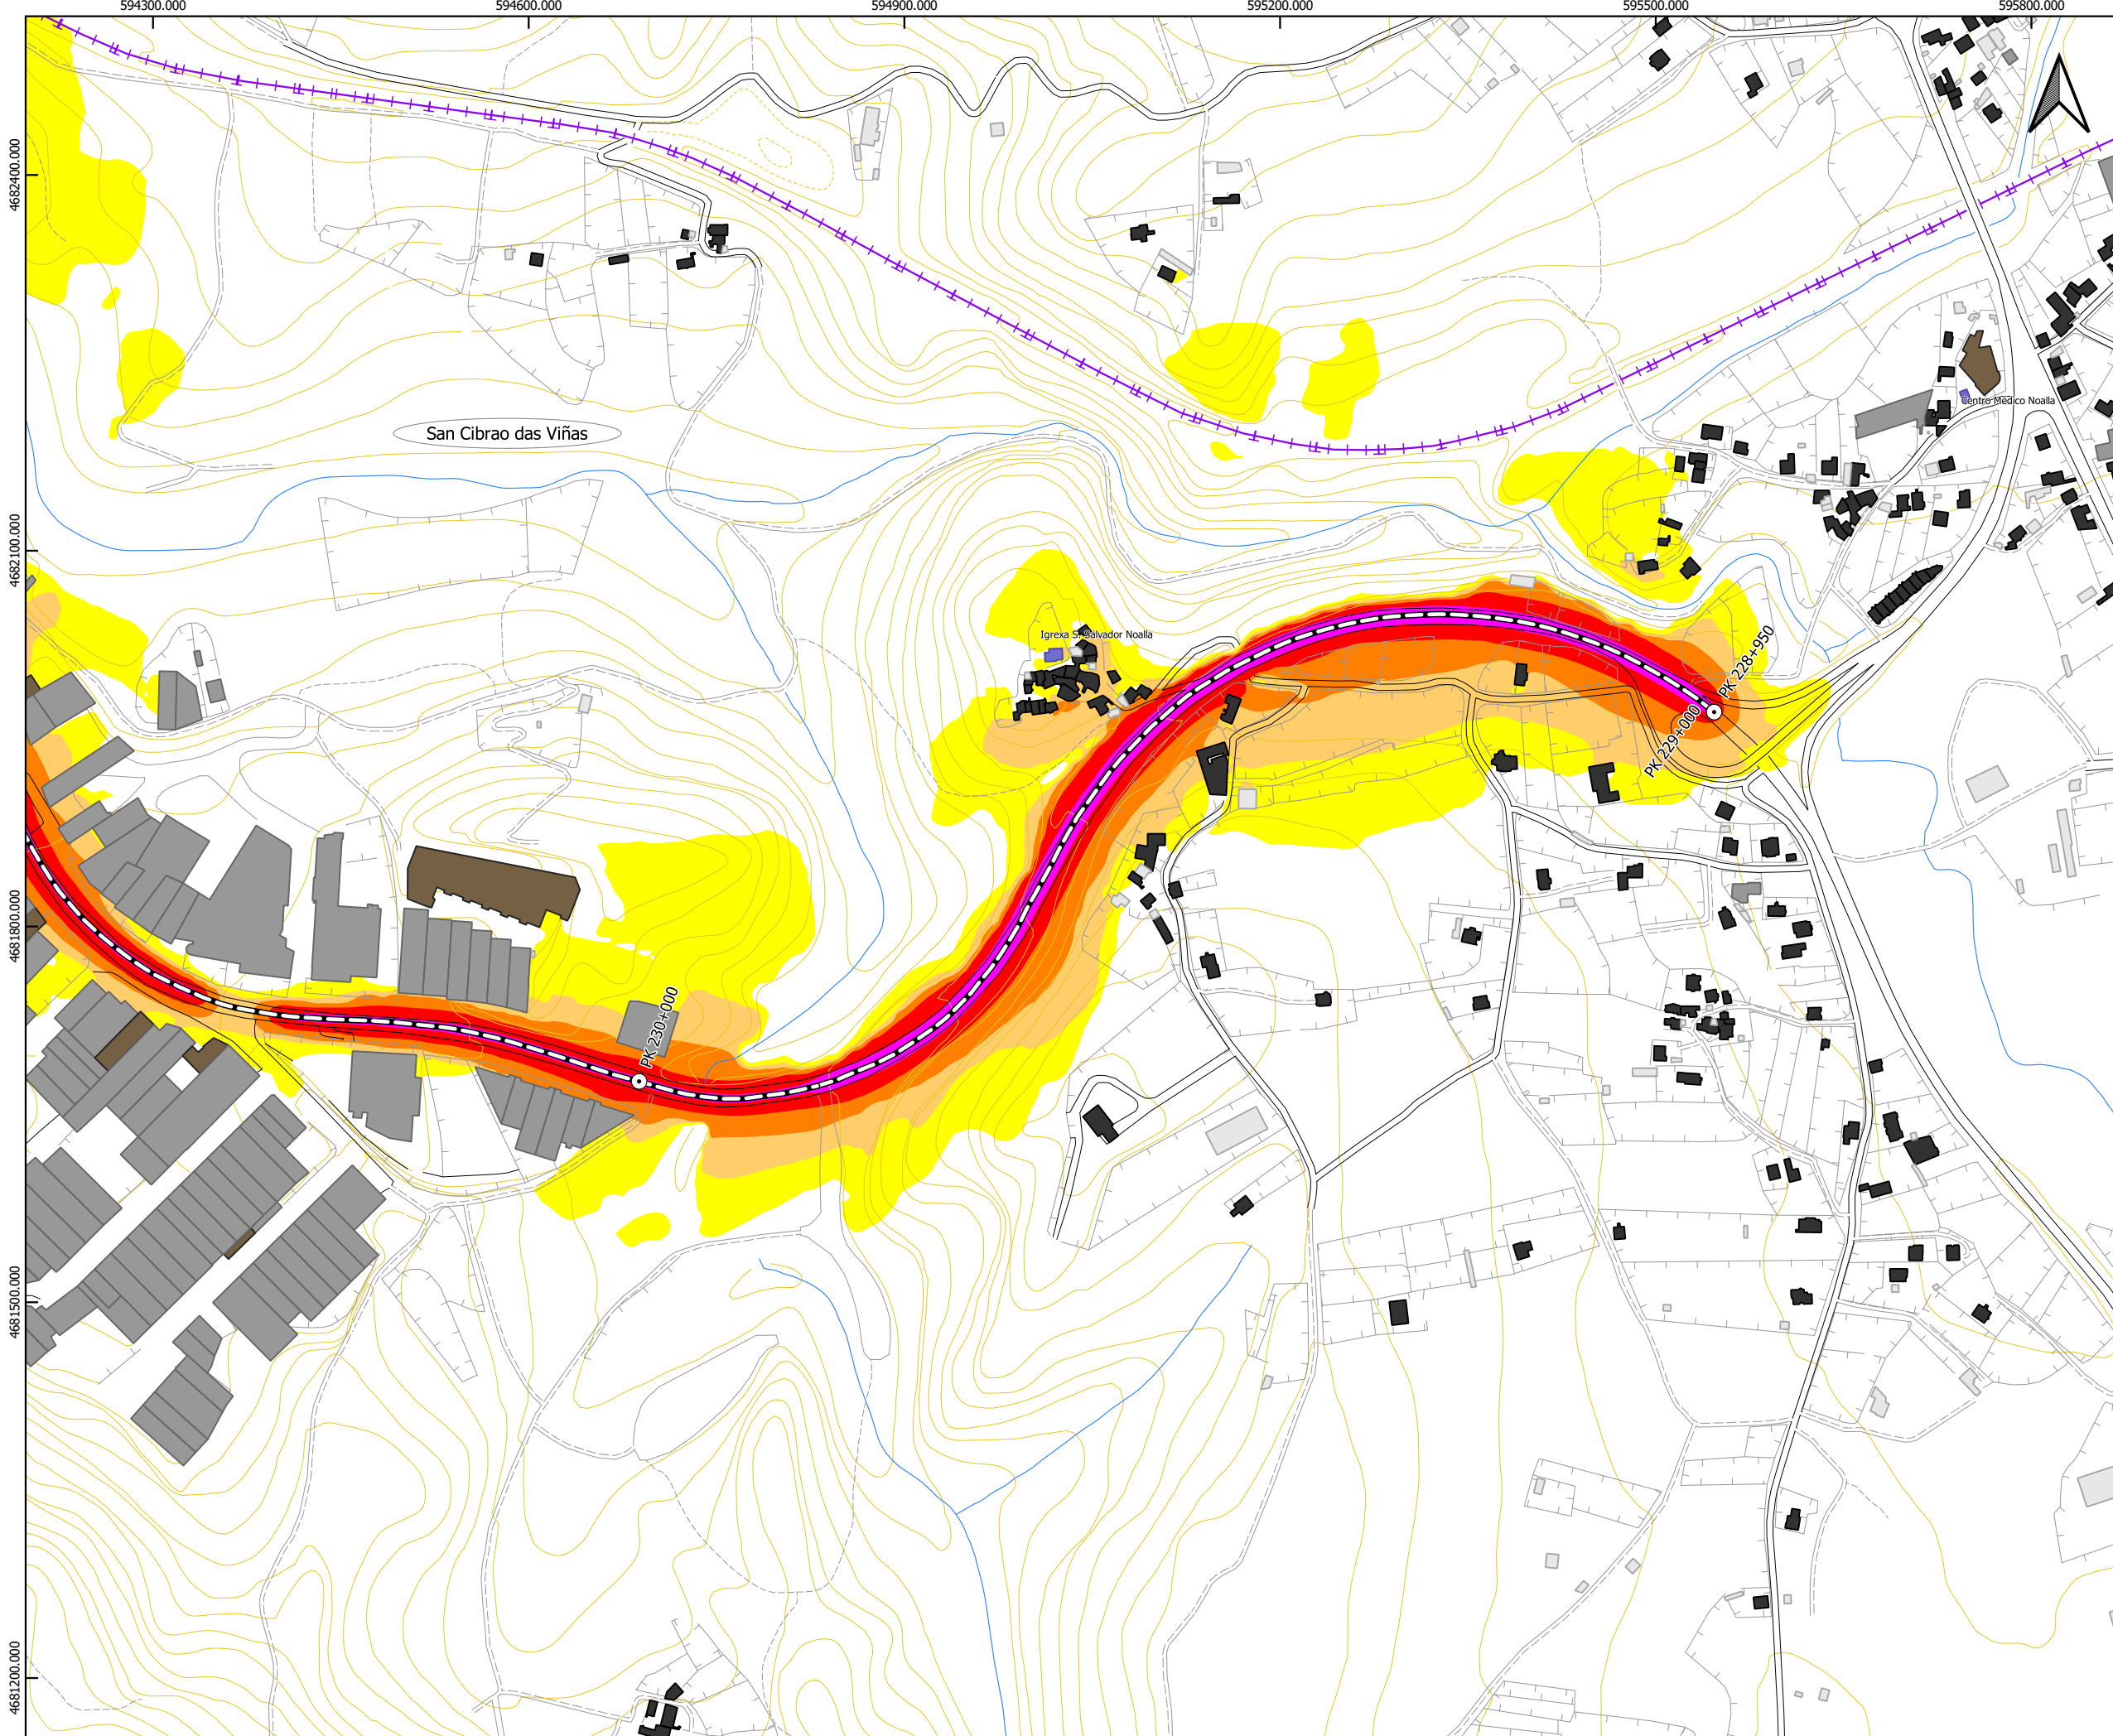 594300.000
594600.000
594900.000
595200.000
595500.000
595800.000
4682400.000
4682100.000
4681800.000
4681500.000
4681200.000
San Cibrao das Viñas
Centro Médico Noalla
Igrexa S. Salvador Noalla
PK 228+950
PK 229+000
PK 230+000